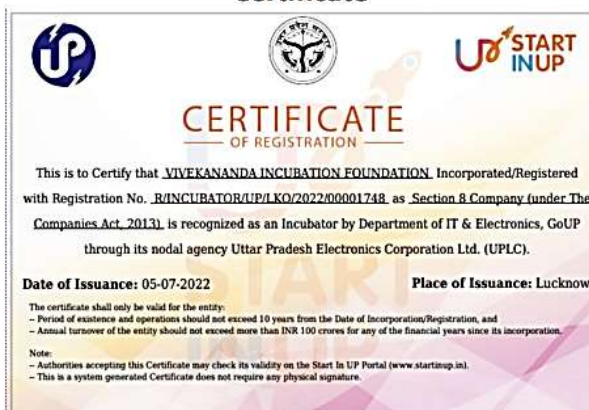 UP
उत्तर प्रदेश सरकार
UP START
INUP
CERTIFICATE
OF REGISTRATION
This is to Certify that VIVEKANANDA INCUBATION FOUNDATION Incorporated/Registered
with Registration No. R/INCUBATOR/UP/LKO/2022/00001748 as Section 8 Company (under The
Companies Act, 2013) is recognized as an Incubator by Department of IT & Electronics, GoUP
through its nodal agency Uttar Pradesh Electronics Corporation Ltd. (UPLC).
Date of Issuance: 05-07-2022 Place of Issuance: Lucknow
The certificate shall only be valid for the entity:
– Period of existence and operations should not exceed 10 years from the Date of Incorporation/Registration, and
– Annual turnover of the entity should not exceed more than INR 100 crores for any of the financial years since its incorporation.
Note:
– Authorities accepting this Certificate may check its validity on the Start In UP Portal (www.startinup.in).
– This is a system generated Certificate does not require any physical signature.